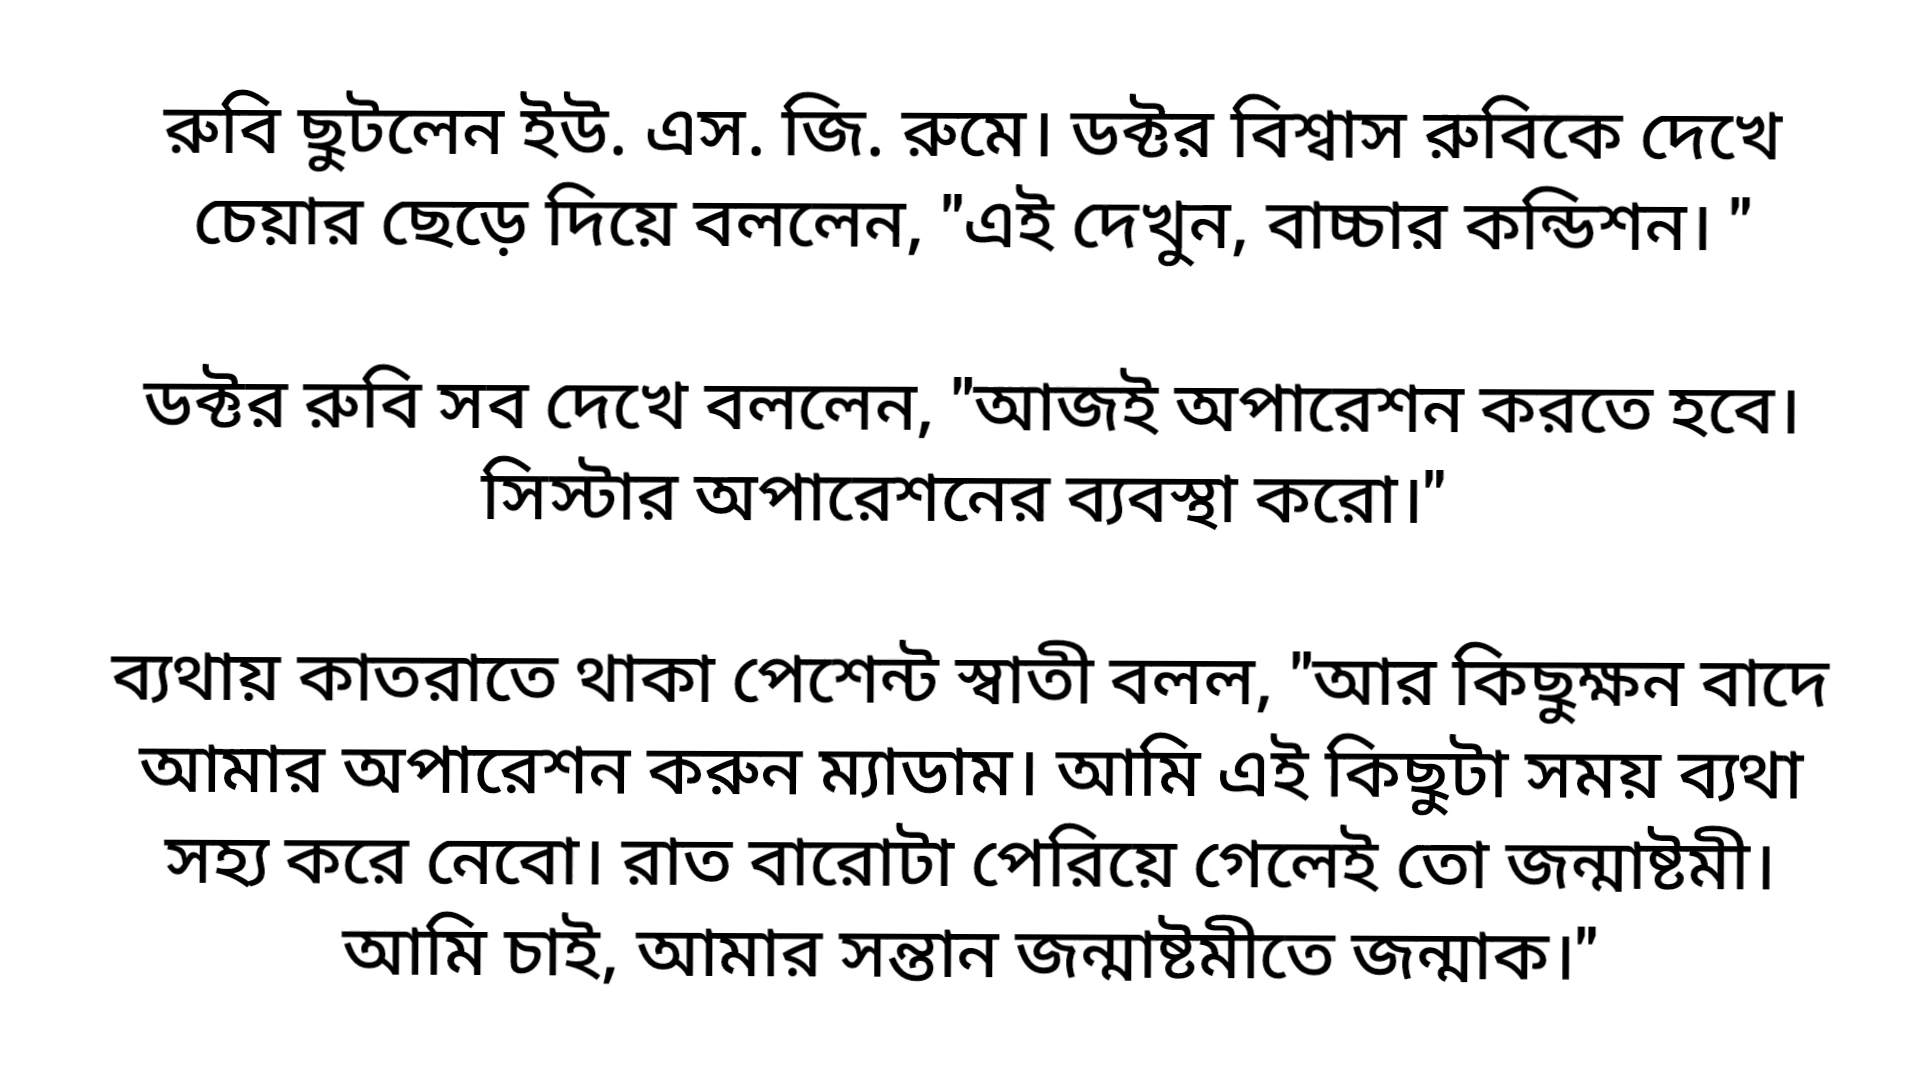 রুবি ছুটলেন ইউ. এস. জি. রুমে। ডক্টর বিশ্বাস রুবিকে দেখে
চেয়ার ছেড়ে দিয়ে বললেন, "এই দেখুন, বাচ্চার কন্ডিশন। "
ডক্টর রুবি সব দেখে বললেন, "আজই অপারেশন করতে হবে।
সিস্টার অপারেশনের ব্যবস্থা করো।"
ব্যথায় কাতরাতে থাকা পেশেন্ট স্বাতী বলল, "আর কিছুক্ষন বাদে
আমার অপারেশন করুন ম্যাডাম। আমি এই কিছুটা সময় ব্যথা
সহ্য করে নেবো। রাত বারোটা পেরিয়ে গেলেই তো জন্মাষ্টমী।
আমি চাই, আমার সন্তান জন্মাষ্টমীতে জন্মাক।"